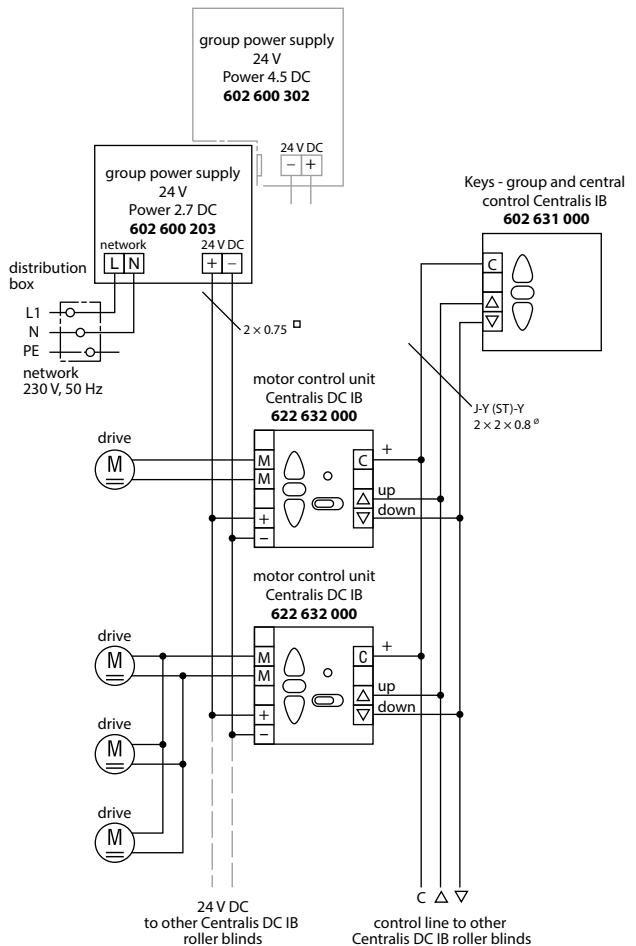 group power supply
24 V
Power 4.5 DC
602 600 302
24 V DC
− +
group power supply
24 V
Power 2.7 DC
602 600 203
network 24 V DC
L N + −
distribution
box
L1
N
PE
network
230 V, 50 Hz
2 × 0.75 □
Keys - group and central
control Centralis IB
602 631 000
C
△
▽
J-Y (ST)-Y
2 × 2 × 0.8 ø
motor control unit
Centralis DC IB
622 632 000
drive
M
M
M
+
−
C +
△ up
▽ down
motor control unit
Centralis DC IB
622 632 000
drive
M
M
M
+
−
C +
△ up
▽ down
drive
M
drive
M
24 V DC
to other Centralis DC IB
roller blinds
C △ ▽
control line to other
Centralis DC IB roller blinds